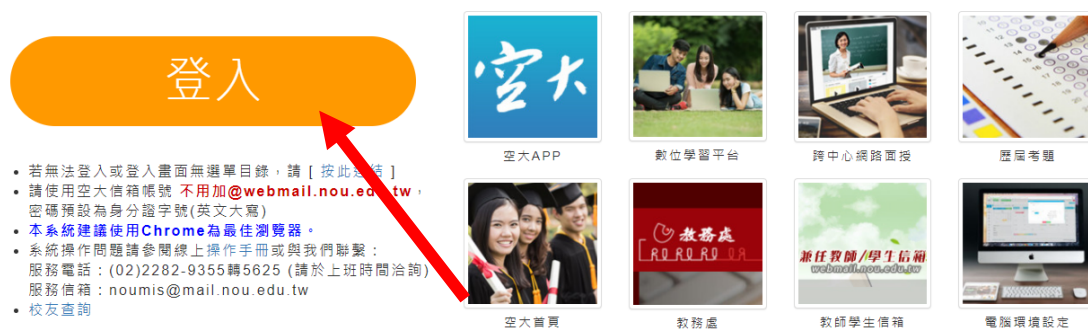 登入
若無法登入或登入畫面無選單目錄，請 [ 按此連結 ]
請使用空大信箱帳號 不用加@webmail.nou.edu.tw，
密碼預設為身分證字號(英文大寫)
本系統建議使用Chrome為最佳瀏覽器。
系統操作問題請參閱線上操作手冊或與我們聯繫：
服務電話：(02)2282-9355轉5625 (請於上班時間洽詢)
服務信箱：noumis@mail.nou.edu.tw
校友查詢
空大
空大APP
數位學習平台
跨中心網路面授
歷屆考題
空大首頁
教務處
教務處
兼任教師/學生信箱
webmail.nou.edu.tw
教師學生信箱
電腦環境設定